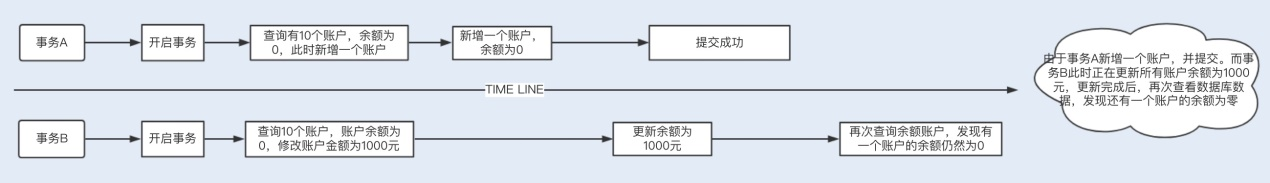 事务A
开启事务
查询有10个账户，余额为
0，此时新增一个账户
新增一个账户，
余额为0
提交成功
由于事务A新增一个账户，并提交。而事
务B此时正在更新所有账户余额为1000
元，更新完成后，再次查看数据库数
据，发现还有一个账户的余额为零
TIME LINE
事务B
开启事务
查询10个账户，账户余额为
0，修改账户金额为1000元
更新余额为
1000元
再次查询余额账户，发现有
一个账户的余额仍然为0